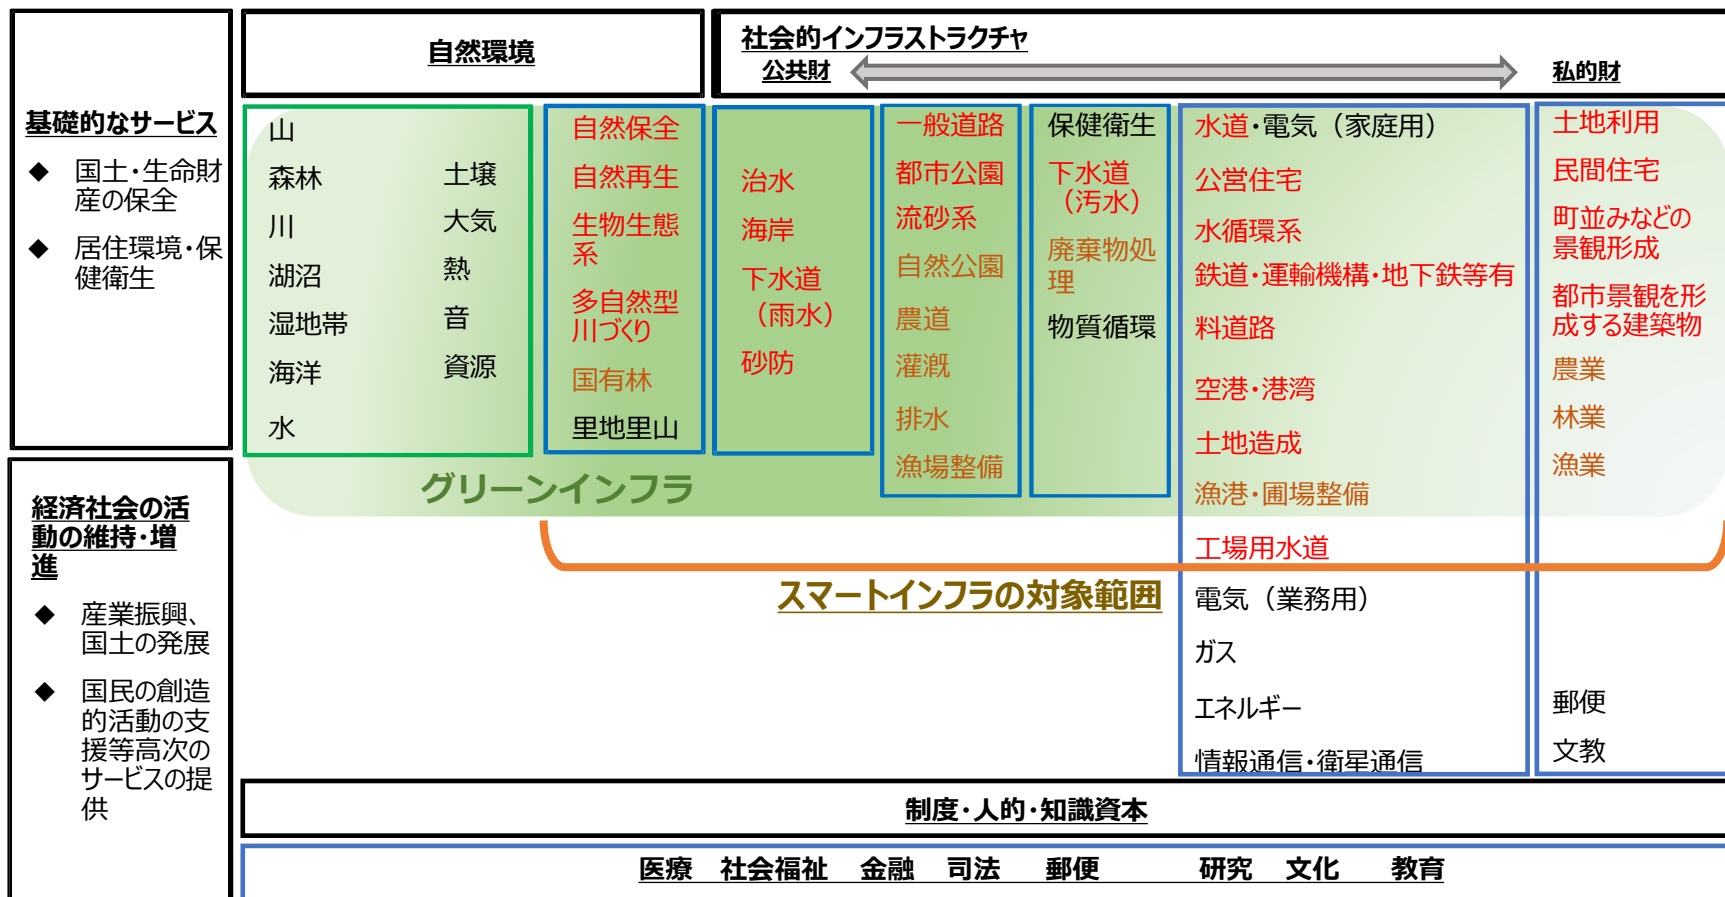 基礎的なサービス
◆ 国土・生命財
産の保全
◆ 居住環境・保
健衛生
経済社会の活
動の維持・増
進
◆ 産業振興、
国土の発展
◆ 国民の創造
的活動の支
援等高次の
サービスの提
供
自然環境
社会的インフラストラクチャ
公共財
私的財
山
森林
川
湖沼
湿地帯
海洋
水
土壌
大気
熱
音
資源
自然保全
自然再生
生物生態
系
多自然型
川づくり
国有林
里地里山
治水
海岸
下水道
（雨水）
砂防
一般道路
都市公園
流砂系
自然公園
農道
灌漑
排水
漁場整備
保健衛生
下水道
（汚水）
廃棄物処
理
物質循環
水道・電気（家庭用）
公営住宅
水循環系
鉄道・運輸機構・地下鉄等有
料道路
空港・港湾
土地造成
漁港・圃場整備
工場用水道
電気（業務用）
ガス
エネルギー
情報通信・衛星通信
土地利用
民間住宅
町並みなどの
景観形成
都市景観を形
成する建築物
農業
林業
漁業
郵便
文教
グリーンインフラ
スマートインフラの対象範囲
制度・人的・知識資本
医療 社会福祉 金融 司法 郵便 研究 文化 教育